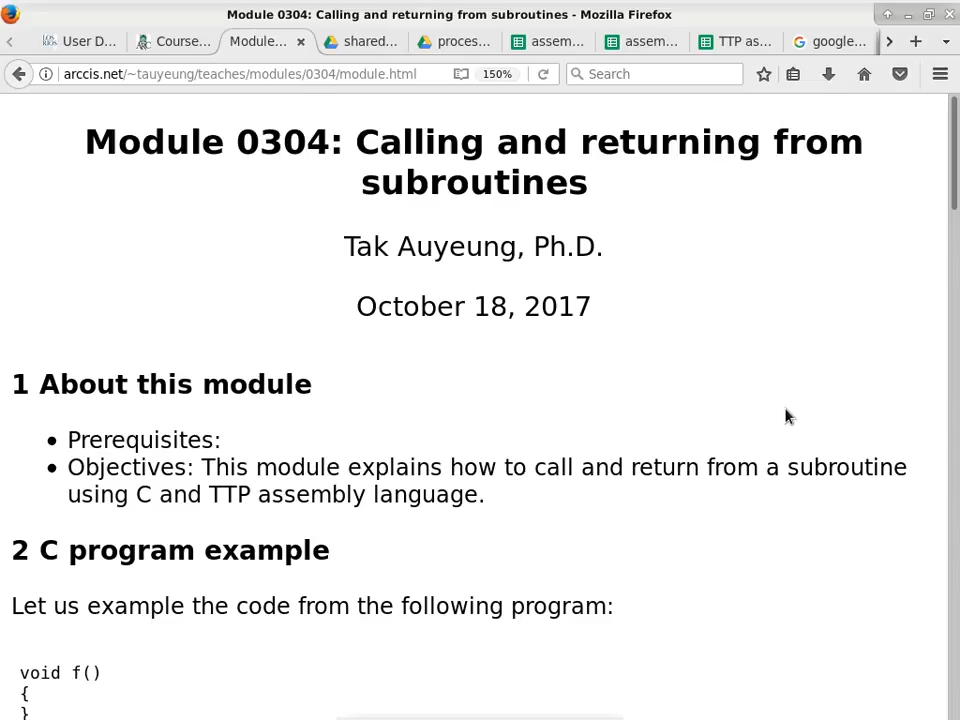 Module 0304: Calling and returning from subroutines - Mozilla Firefox
User D... Course... Module... shared... proces... assem... assem... TTP as... google...
arccis.net/~tauyeung/teaches/modules/0304/module.html 150% Search
Module 0304: Calling and returning from
subroutines
Tak Auyeung, Ph.D.
October 18, 2017
1 About this module
• Prerequisites:
• Objectives: This module explains how to call and return from a subroutine
using C and TTP assembly language.
2 C program example
Let us example the code from the following program:
void f()
{
}